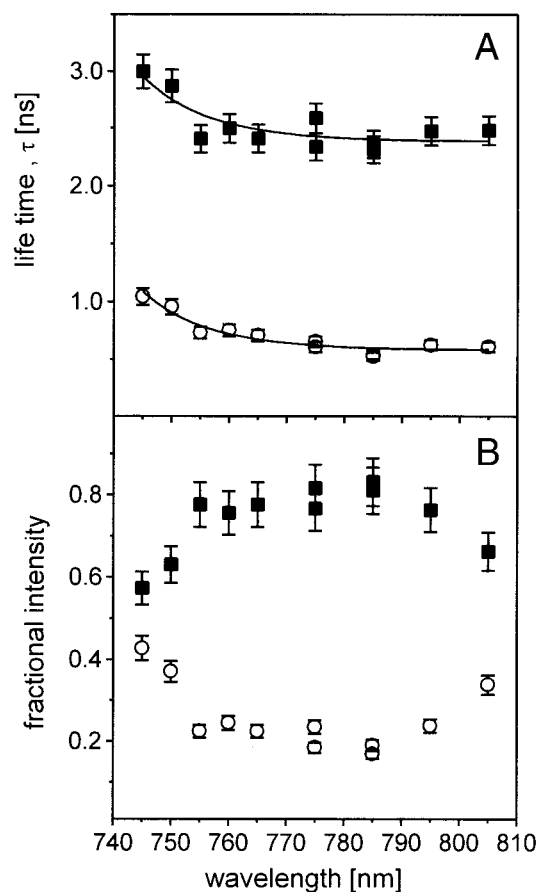 A
3.0
2.0
1.0
life time , τ [ns]
B
0.8
0.6
0.4
0.2
fractional intensity
740 750 760 770 780 790 800 810
wavelength [nm]